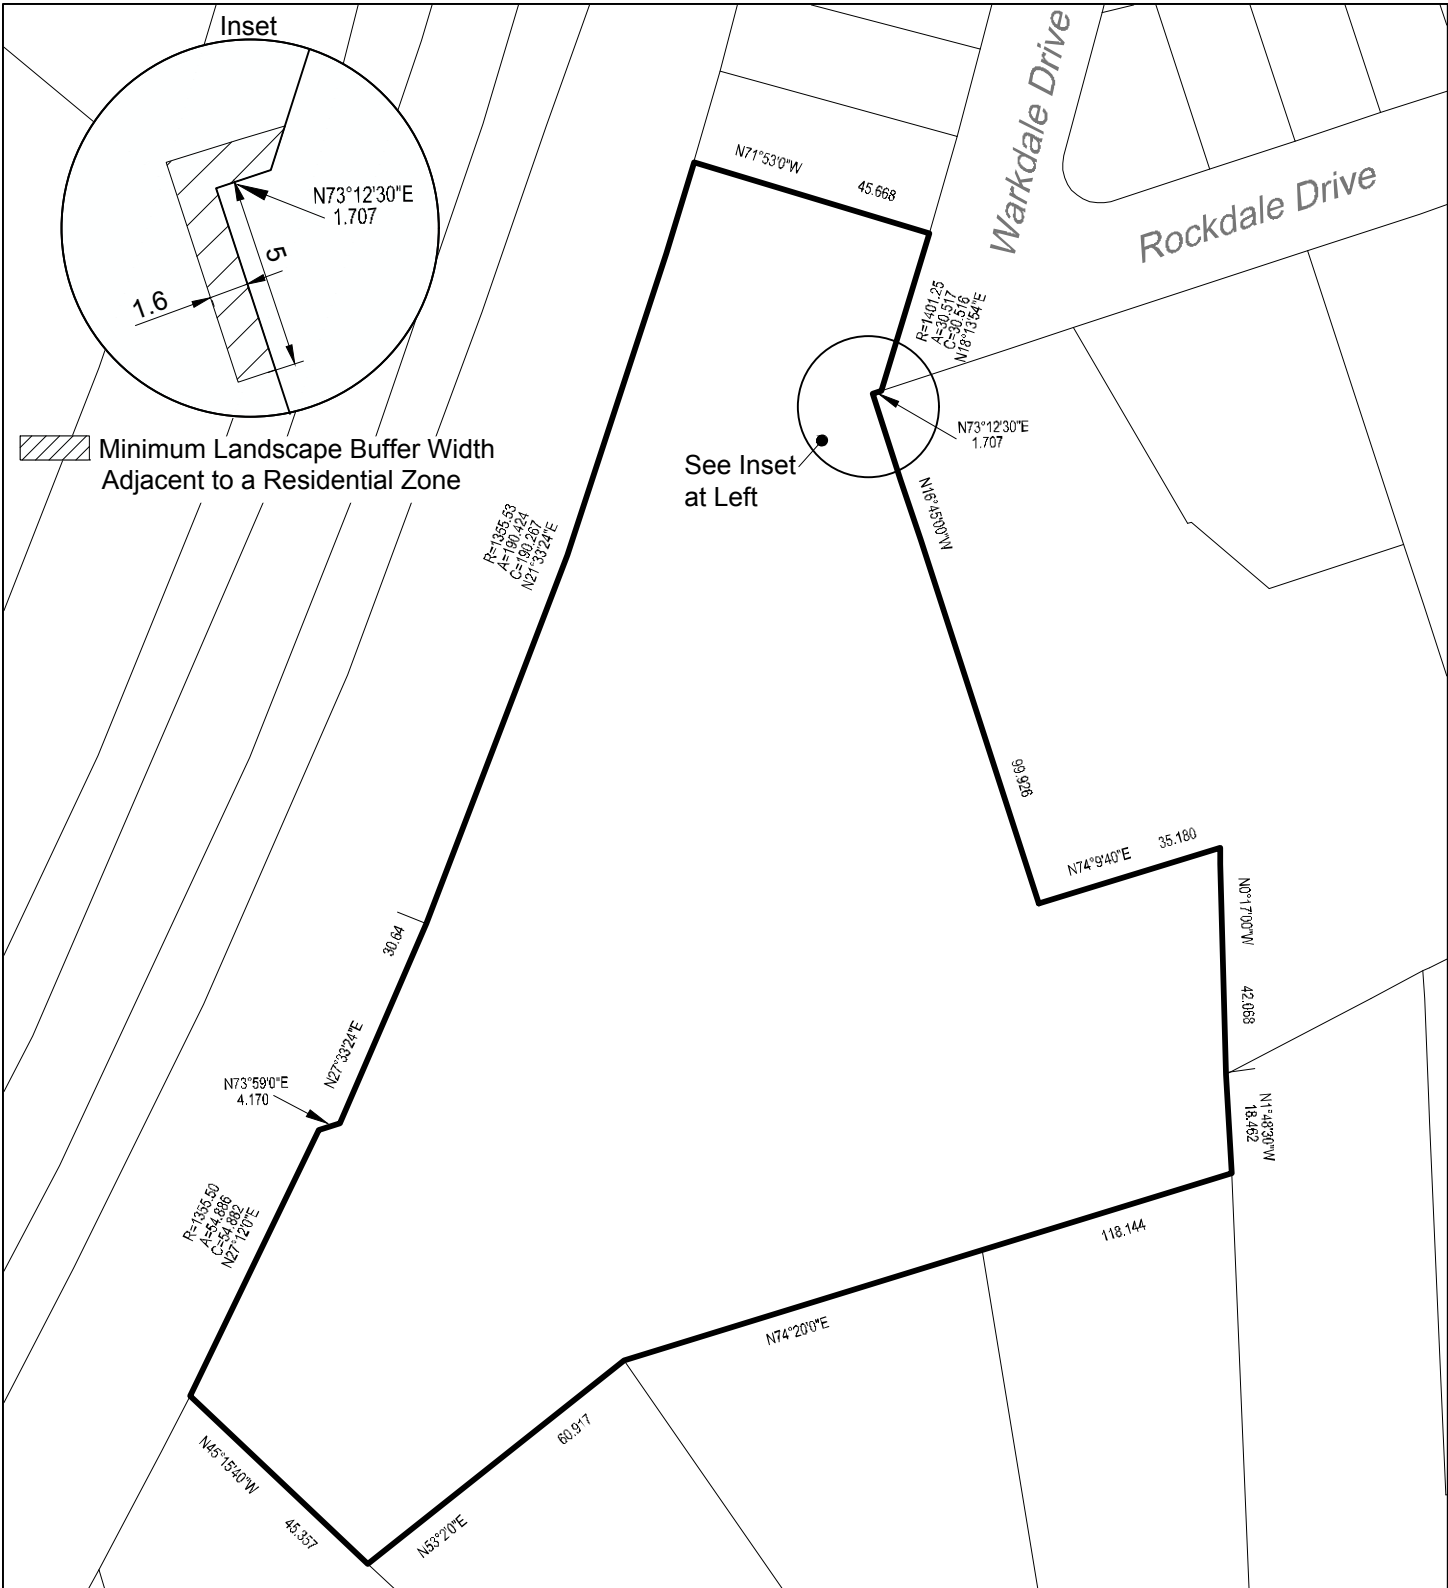 Inset
N73°12'30"E
1.707
5
1.6
Minimum Landscape Buffer Width
Adjacent to a Residential Zone
N71°53'0"W
45.668
Warkdale Drive
Rockdale Drive
R=1401.25
A=30.517
C=30.516
N18°13'54"E
N73°12'30"E
1.707
See Inset
at Left
N16°45'00"W
99.926
R=1355.53
A=190.424
C=190.267
N21°33'24"E
N74°9'40"E
35.180
N0°17'00"W
42.068
30.64
N27°33'24"E
N73°59'0"E
4.170
N1°48'30"W
18.462
R=1355.50
A=54.886
C=54.882
N27°12'0"E
118.144
N74°20'0"E
60.917
N53°2'0"E
N45°15'40"W
45.357